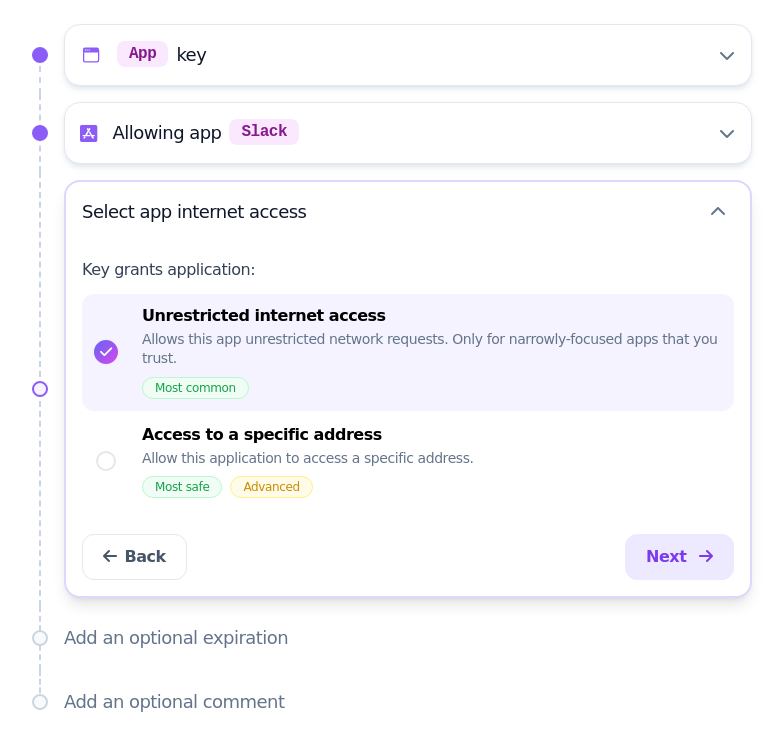 App key
Allowing app Slack
Select app internet access
Key grants application:
Unrestricted internet access
Allows this app unrestricted network requests. Only for narrowly-focused apps that you
trust.
Most common
Access to a specific address
Allow this application to access a specific address.
Most safe Advanced
Back Next
Add an optional expiration
Add an optional comment